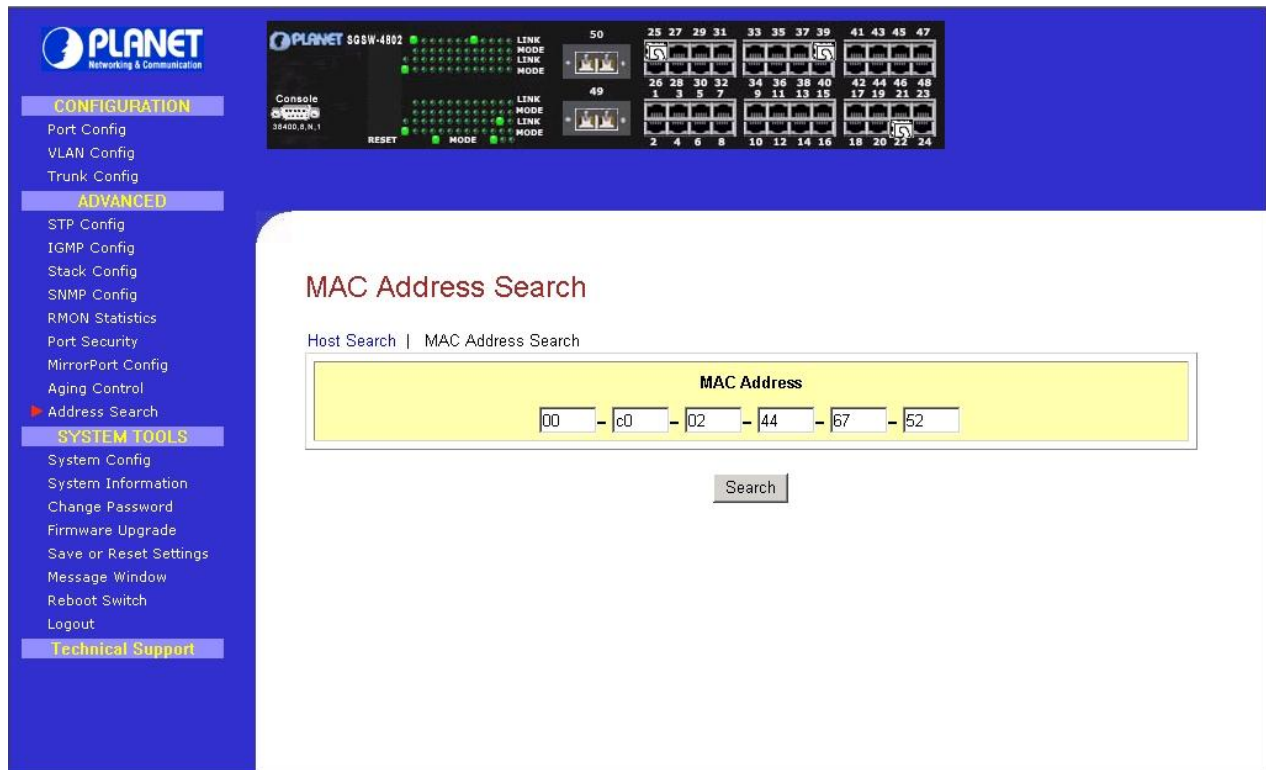 PLANET
Networking & Communication
CONFIGURATION
Port Config
VLAN Config
Trunk Config
ADVANCED
STP Config
IGMP Config
Stack Config
SNMP Config
RMON Statistics
Port Security
MirrorPort Config
Aging Control
Address Search
SYSTEM TOOLS
System Config
System Information
Change Password
Firmware Upgrade
Save or Reset Settings
Message Window
Reboot Switch
Logout
Technical Support
PLANET SGSW-4802
LINK
MODE
LINK
MODE
Console
38400,8,N,1
LINK
MODE
LINK
MODE
RESET MODE
50
49
25 27 29 31 33 35 37 39 41 43 45 47
26 28 30 32 34 36 38 40 42 44 46 48
1 3 5 7 9 11 13 15 17 19 21 23
2 4 6 8 10 12 14 16 18 20 22 24
MAC Address Search
Host Search | MAC Address Search
MAC Address
00 - c0 - 02 - 44 - 67 - 52
Search